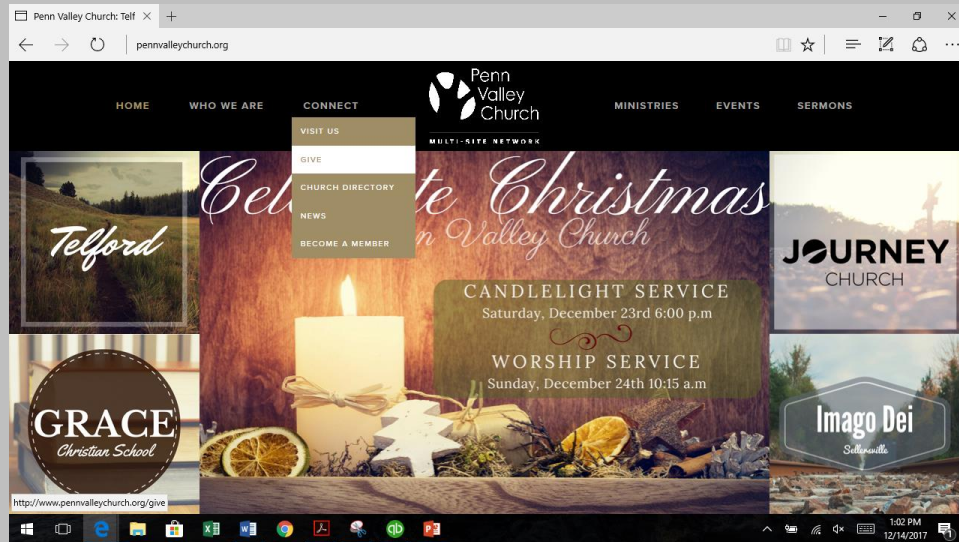 Penn Valley Church: Telf
pennvalleychurch.org
HOME
WHO WE ARE
CONNECT
Penn
Valley
Church
MULTI-SITE NETWORK
MINISTRIES
EVENTS
SERMONS
VISIT US
GIVE
CHURCH DIRECTORY
NEWS
BECOME A MEMBER
Telford
Christmas
Valley Church
CANDLELIGHT SERVICE
Saturday, December 23rd 6:00 p.m
WORSHIP SERVICE
Sunday, December 24th 10:15 a.m
JOURNEY
CHURCH
GRACE
Christian School
Imago Dei
Sellersville
http://www.pennvalleychurch.org/give
1:02 PM
12/14/2017